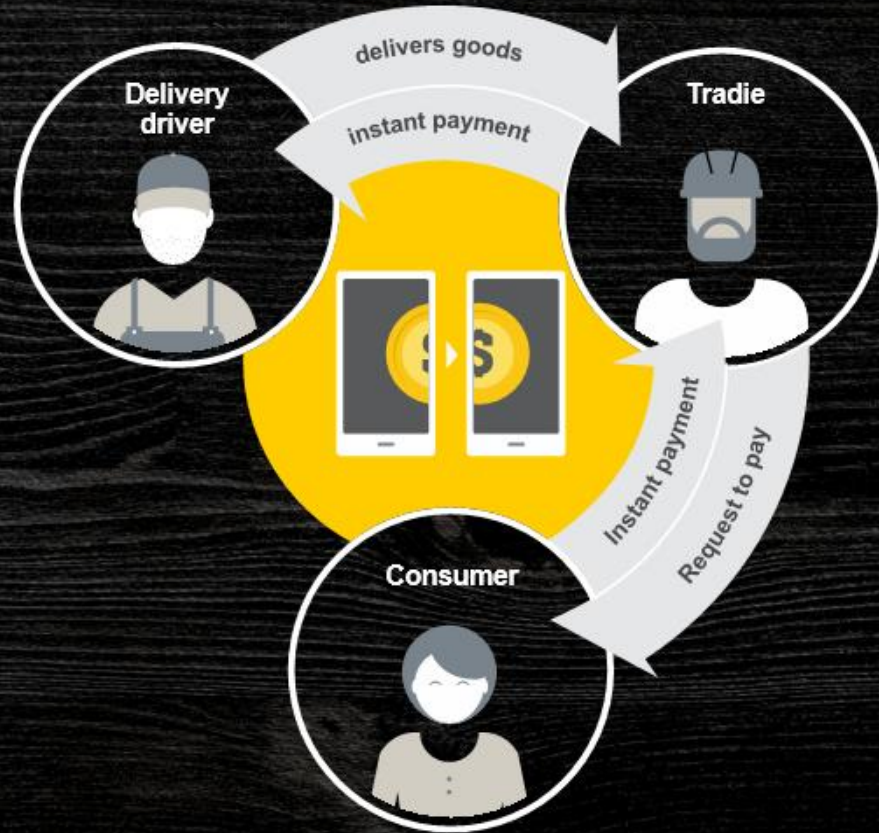 delivers goods
Delivery
driver
Tradie
instant payment
$ $
Instant payment
Request to pay
Consumer